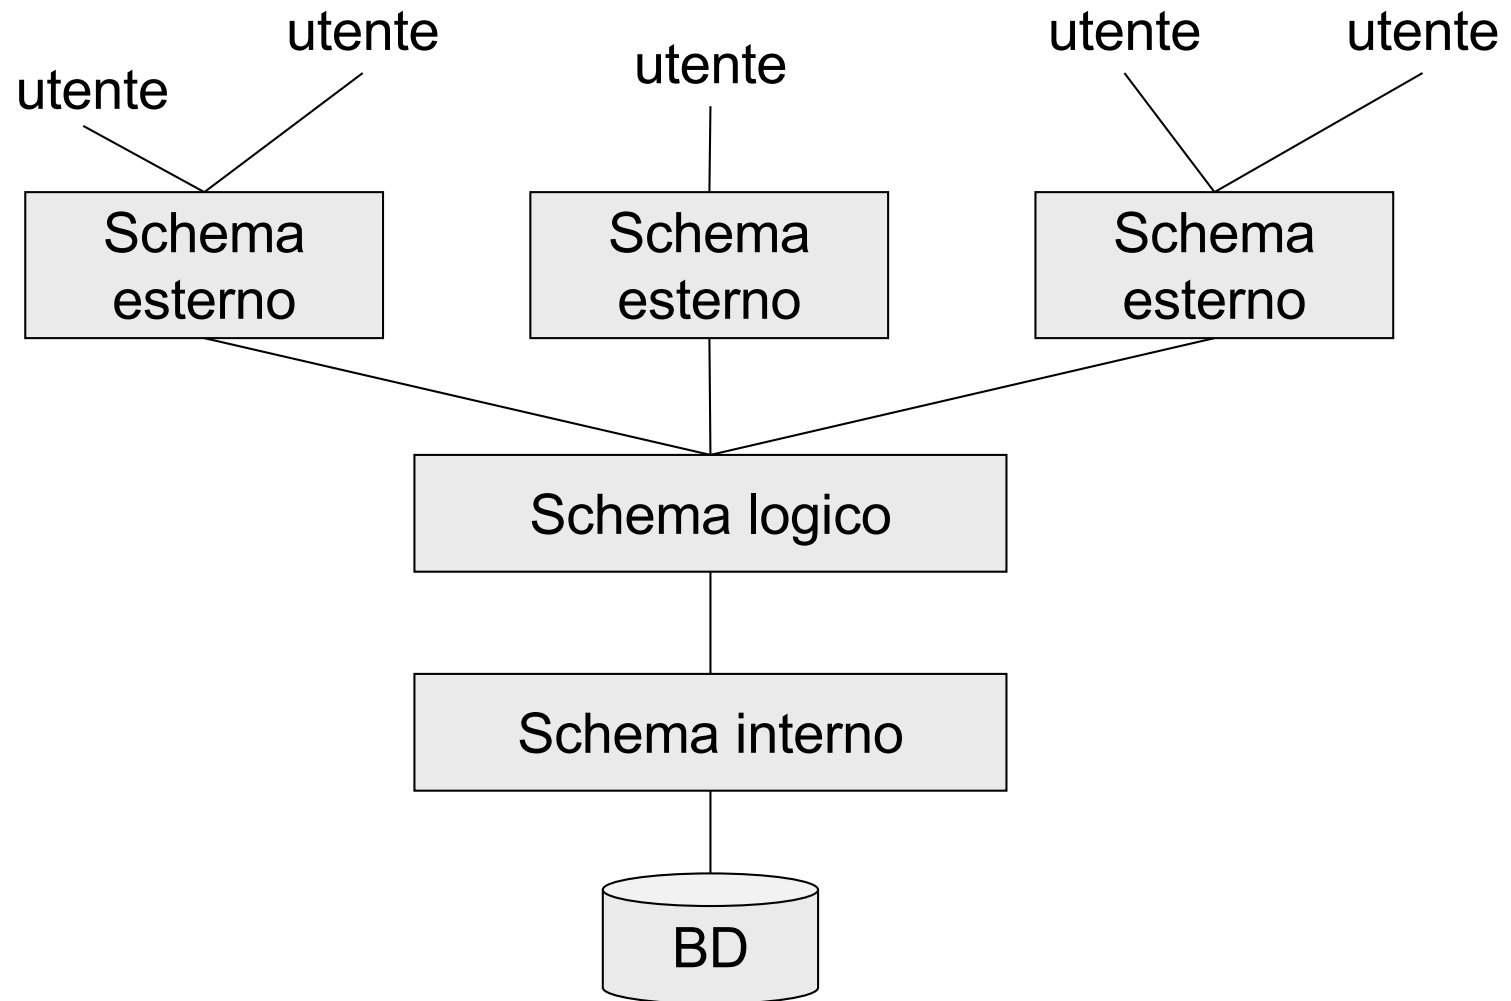 utente
utente
utente
utente
utente
Schema
esterno
Schema
esterno
Schema
esterno
Schema logico
Schema interno
BD